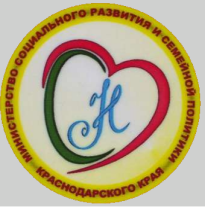 МИНИСТЕРСТВО СОЦИАЛЬНОГО РАЗВИТИЯ И СЕМЕЙНОЙ ПОЛИТИКИ
КРАСНОДАРСКОГО КРАЯ
Н